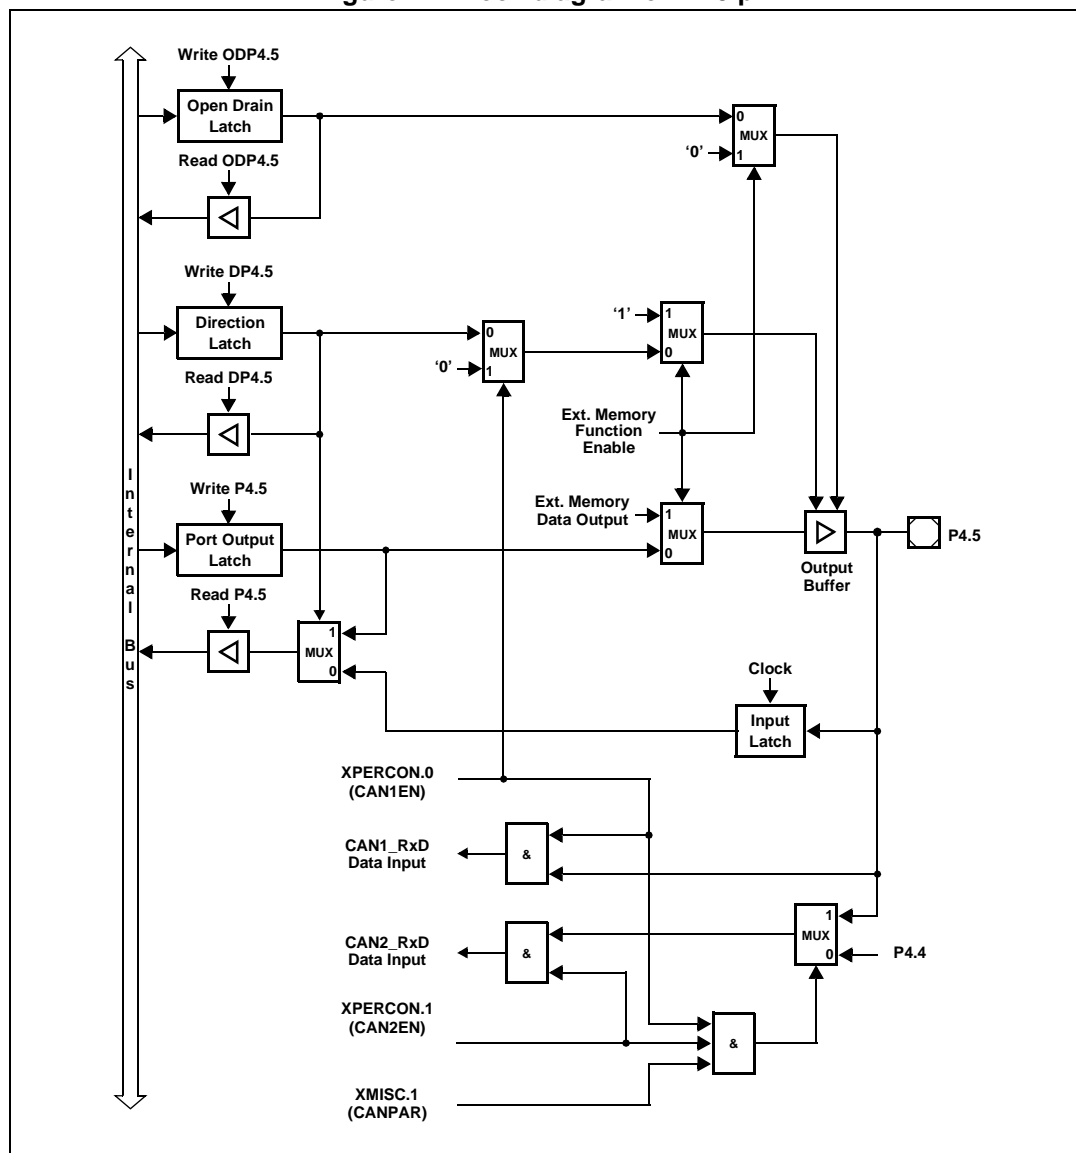 Write ODP4.5
Open Drain
Latch
0
MUX
1
'0'
Read ODP4.5
Write DP4.5
Direction
Latch
0
MUX
1
'0'
'1'
1
MUX
0
Read DP4.5
Ext. Memory
Function
Enable
Internal Bus
Write P4.5
Ext. Memory
Data Output
1
MUX
0
Port Output
Latch
P4.5
Output
Buffer
Read P4.5
1
MUX
0
Clock
Input
Latch
XPERCON.0
(CAN1EN)
CAN1_RxD
Data Input
&
1
MUX
0
P4.4
CAN2_RxD
Data Input
&
XPERCON.1
(CAN2EN)
&
XMISC.1
(CANPAR)